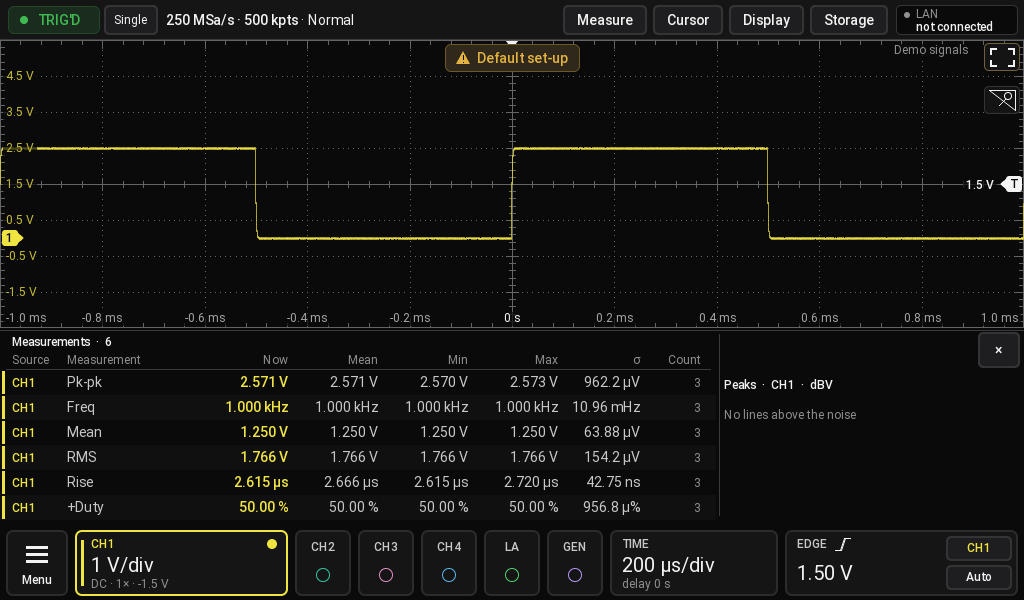 TRIG'D
Single
250 MSa/s · 500 kpts · Normal
Measure
Cursor
Display
Storage
LAN
not connected
Default set-up
Demo signals
4.5 V
3.5 V
2.5 V
1.5 V
1.5 V
T
0.5 V
1
-0.5 V
-1.5 V
-1.0 ms
-0.8 ms
-0.6 ms
-0.4 ms
-0.2 ms
0 s
0.2 ms
0.4 ms
0.6 ms
0.8 ms
1.0 ms
Measurements · 6
×
Source Measurement Now Mean Min Max σ Count
CH1 Pk-pk 2.571 V 2.571 V 2.570 V 2.573 V 962.2 µV 3
CH1 Freq 1.000 kHz 1.000 kHz 1.000 kHz 1.000 kHz 10.96 mHz 3
CH1 Mean 1.250 V 1.250 V 1.250 V 1.250 V 63.88 µV 3
CH1 RMS 1.766 V 1.766 V 1.766 V 1.766 V 154.2 µV 3
CH1 Rise 2.615 µs 2.666 µs 2.615 µs 2.720 µs 42.75 ns 3
CH1 +Duty 50.00 % 50.00 % 50.00 % 50.00 % 956.8 µ% 3
Peaks · CH1 · dBV
No lines above the noise
Menu
CH1
1 V/div
DC · 1× · -1.5 V
CH2
CH3
CH4
LA
GEN
TIME
200 µs/div
delay 0 s
EDGE
1.50 V
CH1
Auto